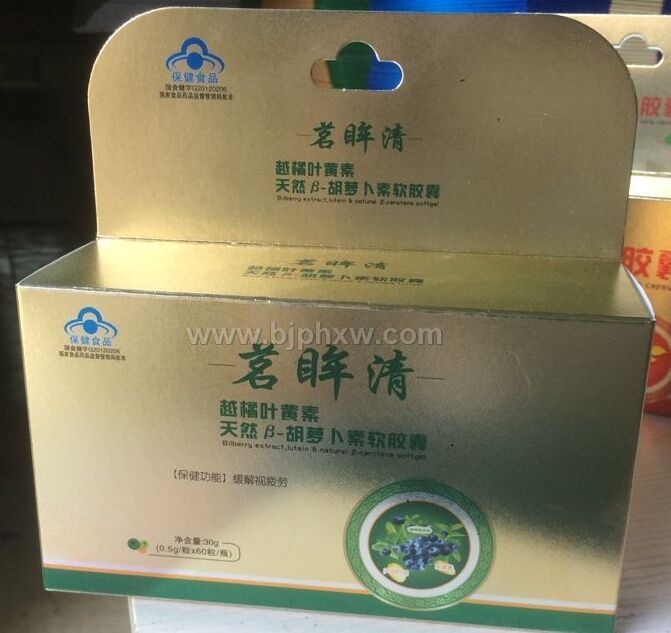 保健食品
国食健字G20120206
国家食品药品监督管理局批准
茗眸清
越橘叶黄素
天然β-胡萝卜素软胶囊
Bilberry extract,lutein & natural β-carotene softgel
茗眸清
越橘叶黄素
天然β-胡萝卜素软胶囊
www.bjphxw.com
保健食品
国食健字G20120206
国家食品药品监督管理局批准
茗眸清
越橘叶黄素
天然β-胡萝卜素软胶囊
Bilberry extract,lutein & natural β-carotene softgel
【保健功能】缓解视疲劳
净含量:30g
(0.5g/粒x60粒/瓶)
胶囊
胶囊